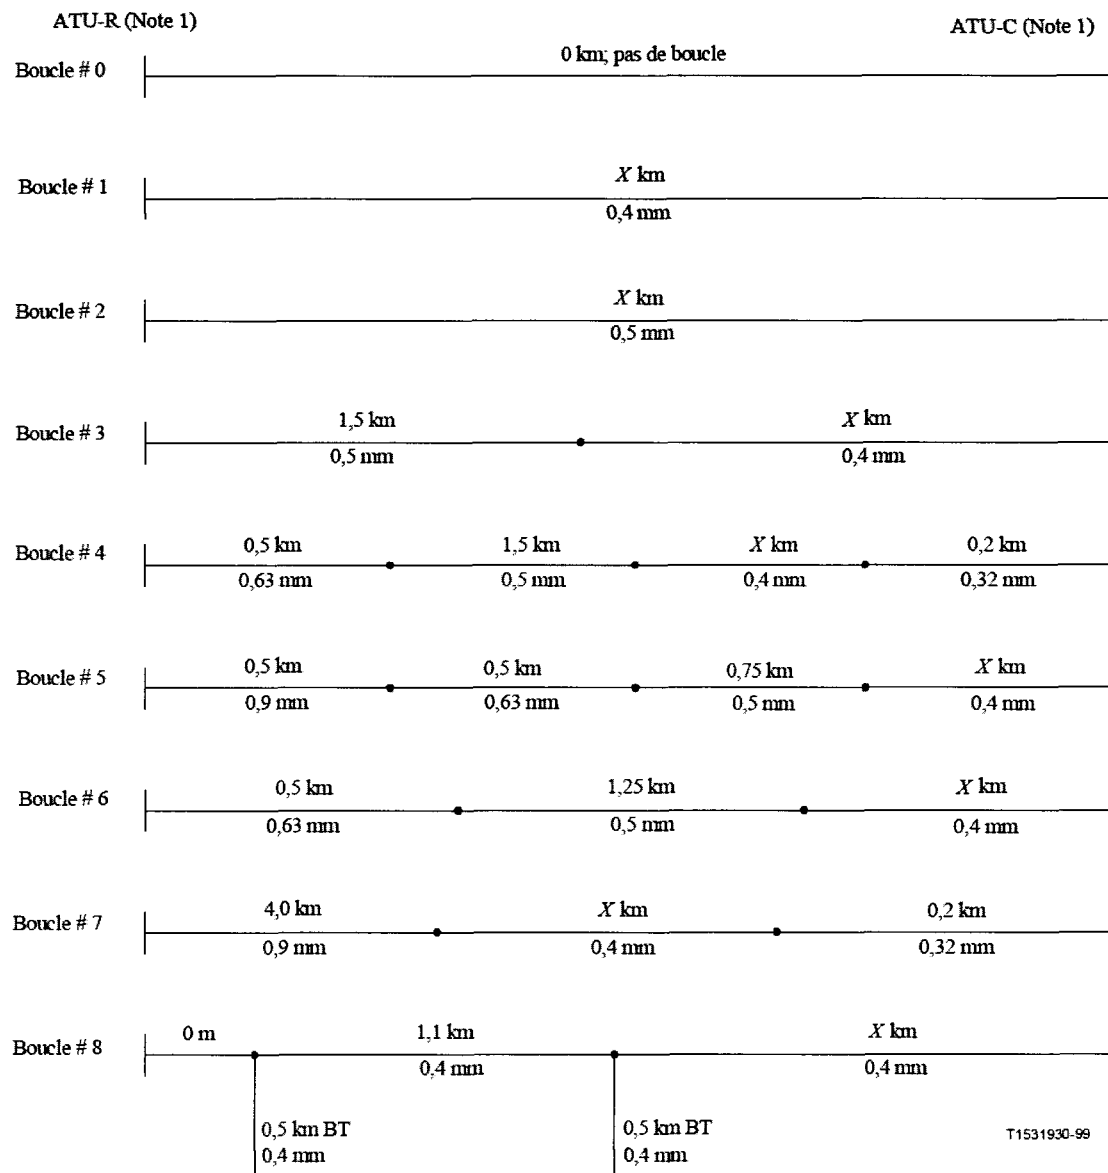 ATU-R (Note 1)
ATU-C (Note 1)
Boucle # 0
0 km; pas de boucle
Boucle # 1
X km
0,4 mm
Boucle # 2
X km
0,5 mm
Boucle # 3
1,5 km
X km
0,5 mm
0,4 mm
Boucle # 4
0,5 km
1,5 km
X km
0,2 km
0,63 mm
0,5 mm
0,4 mm
0,32 mm
Boucle # 5
0,5 km
0,5 km
0,75 km
X km
0,9 mm
0,63 mm
0,5 mm
0,4 mm
Boucle # 6
0,5 km
1,25 km
X km
0,63 mm
0,5 mm
0,4 mm
Boucle # 7
4,0 km
X km
0,2 km
0,9 mm
0,4 mm
0,32 mm
Boucle # 8
0 m
1,1 km
X km
0,4 mm
0,4 mm
0,5 km BT
0,4 mm
0,5 km BT
0,4 mm
T1531930-99